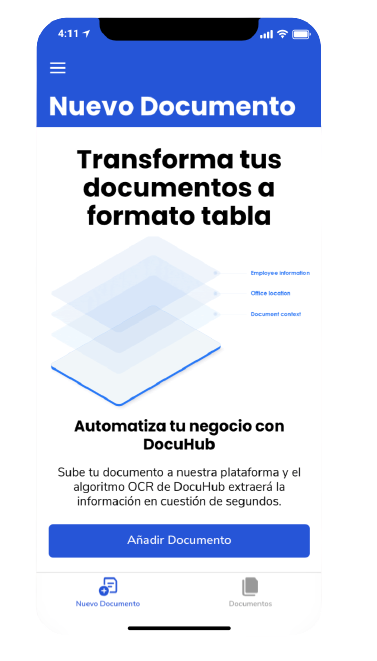 4:11
Nuevo Documento
Transforma tus
documentos a
formato tabla
Employee information
Office location
Document context
Automatiza tu negocio con
DocuHub
Sube tu documento a nuestra plataforma y el
algoritmo OCR de DocuHub extraerá la
información en cuestión de segundos.
Añadir Documento
Nuevo Documento
Documentos